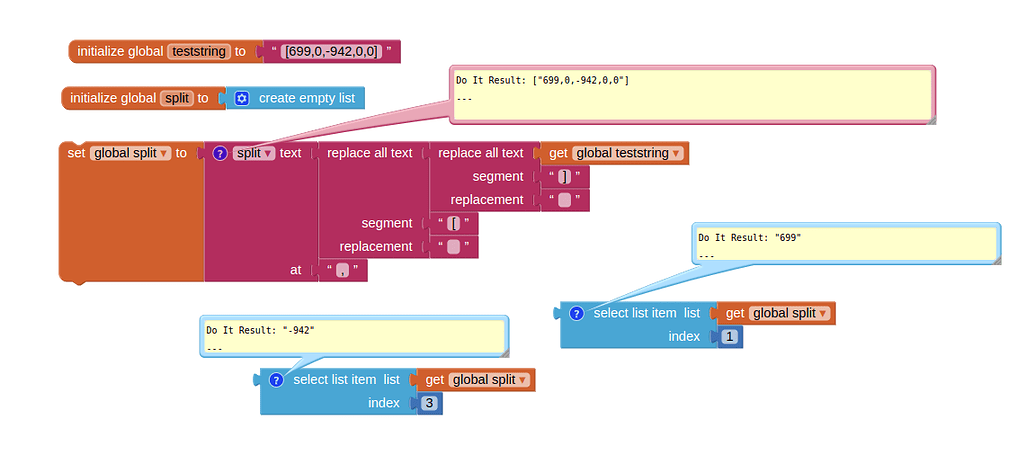 initialize global teststring to “ [699,0,-942,0,0] ”
Do It Result: ["699,0,-942,0,0"]
---
initialize global split to create empty list
set global split ▾ to ? split ▾ text replace all text replace all text get global teststring ▾
segment “ ] ”
replacement “ ”
segment “ [ ”
replacement “ ”
at “ , ”
Do It Result: "699"
---
? select list item list get global split ▾
index 1
Do It Result: "-942"
---
? select list item list get global split ▾
index 3